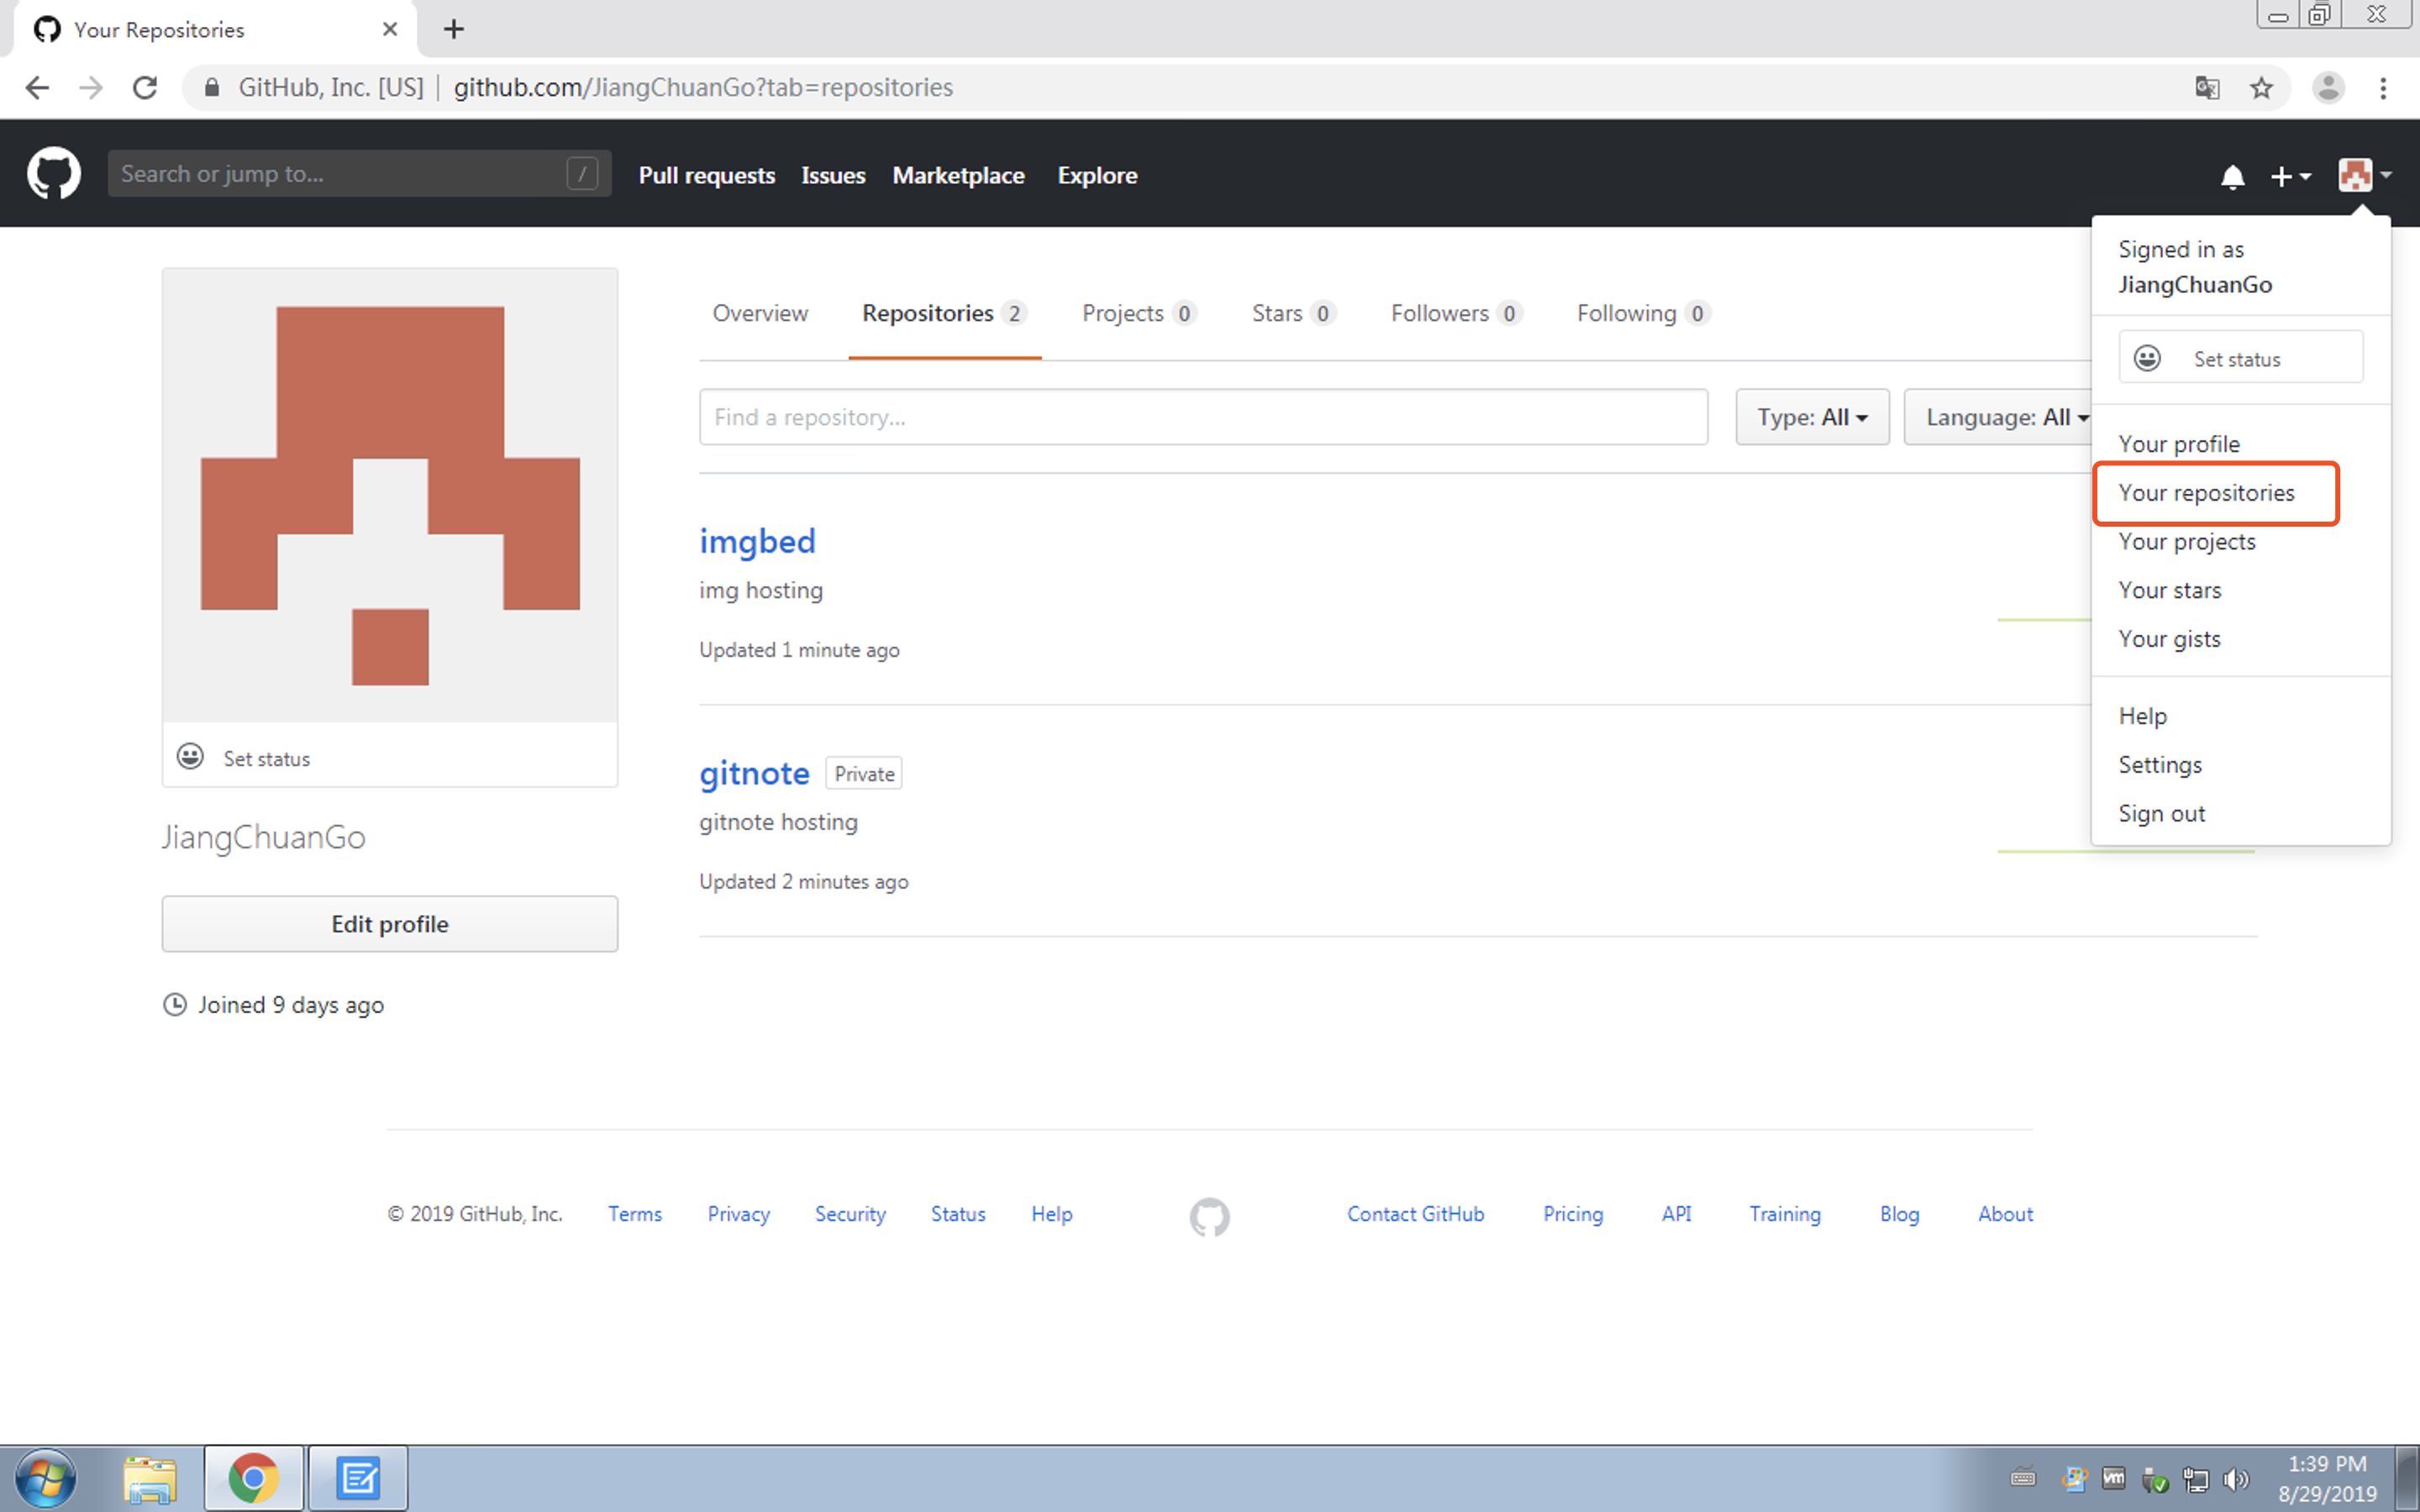 Your Repositories
GitHub, Inc. [US] | github.com/JiangChuanGo?tab=repositories
Search or jump to... /
Pull requests Issues Marketplace Explore
Signed in as
JiangChuanGo
Set status
Your profile
Your repositories
Your projects
Your stars
Your gists
Help
Settings
Sign out
Overview Repositories 2 Projects 0 Stars 0 Followers 0 Following 0
Find a repository... Type: All Language: All
imgbed
img hosting
Updated 1 minute ago
gitnote Private
gitnote hosting
Updated 2 minutes ago
Set status
JiangChuanGo
Edit profile
Joined 9 days ago
© 2019 GitHub, Inc. Terms Privacy Security Status Help Contact GitHub Pricing API Training Blog About
vm
1:39 PM
8/29/2019